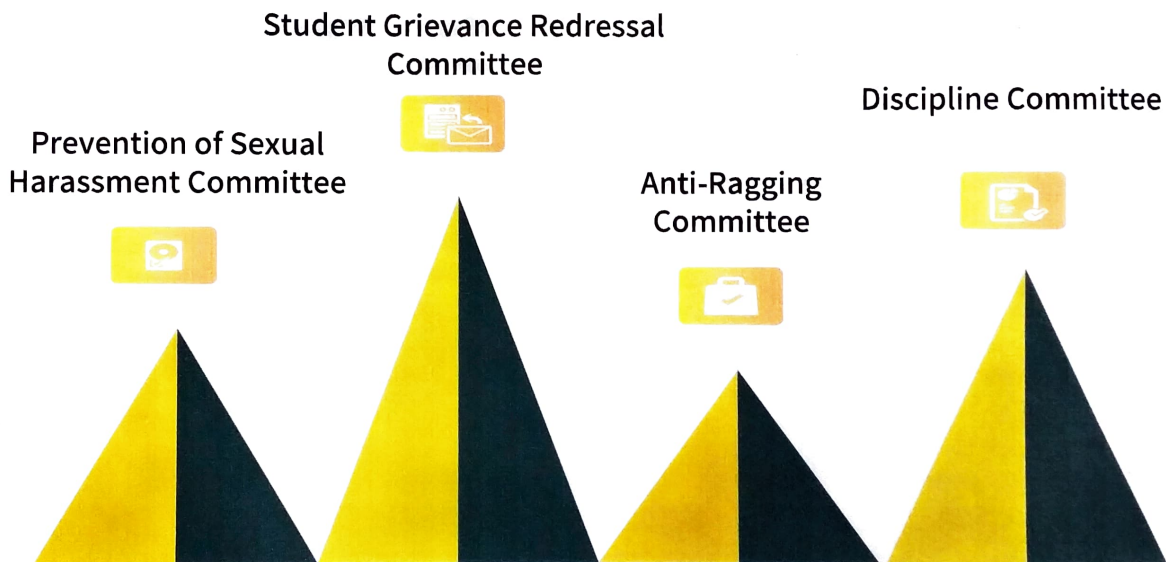 Prevention of Sexual
Harassment Committee
Student Grievance Redressal
Committee
Anti-Ragging
Committee
Discipline Committee